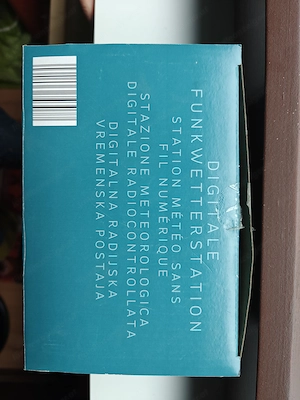 DIGITALE
FUNKWETTERSTATION
STATION MÉTÉO SANS
FIL NUMÉRIQUE
STAZIONE METEOROLOGICA
DIGITALE RADIOCONTROLLATA
DIGITALNA RADIJSKA
VREMENSKA POSTAJA